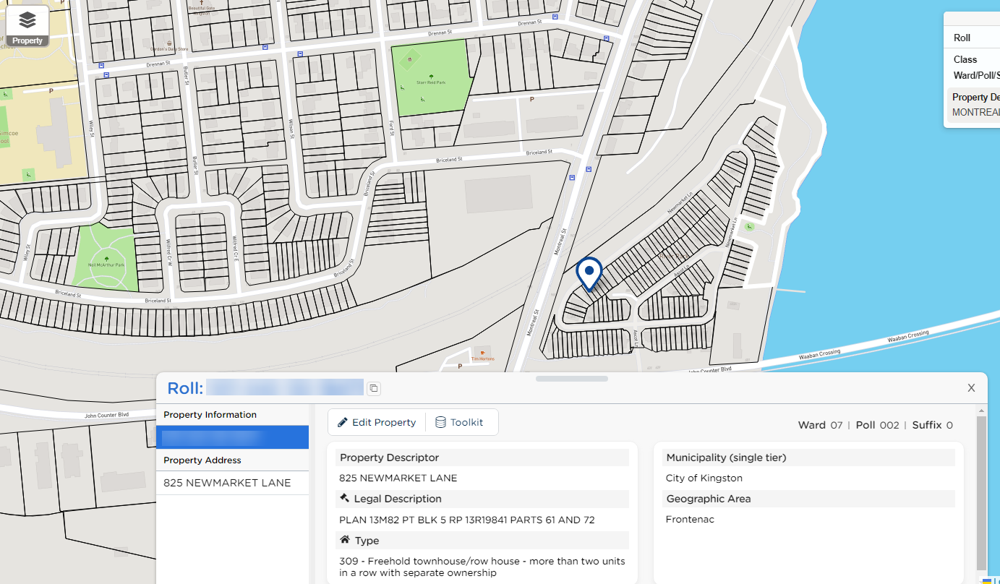 Property
Beautiful Gate
Kingston
Gordon's Daily Store
Drennan St
Drennan St
Drennan St
Butler St
P
P
Starr Reid Park
P
Wiley St
Wilson St
Ford St
Butler St
Briceland St
Briceland St
Briceland St
Newmarket Ln
Newmarket Ln
Montreal St
Wiley St
Wilfred Cr W
Wilfred Cr E
Neil McArthur Park
Ascot Ln
Briceland St
Briceland St
Briceland St
Montreal St
Ascot Ln
Tim Hortons
P
Waaban Crossing
Waaban Crossing
John Counter Blvd
John Counter Blvd
Roll
Class
Ward/Poll/S
Property De
MONTREAL
Roll:
X
Property Information
Edit Property
Toolkit
Ward 07 | Poll 002 | Suffix 0
Property Address
825 NEWMARKET LANE
Property Descriptor
825 NEWMARKET LANE
Legal Description
PLAN 13M82 PT BLK 5 RP 13R19841 PARTS 61 AND 72
Type
309 - Freehold townhouse/row house - more than two units
in a row with separate ownership
Municipality (single tier)
City of Kingston
Geographic Area
Frontenac